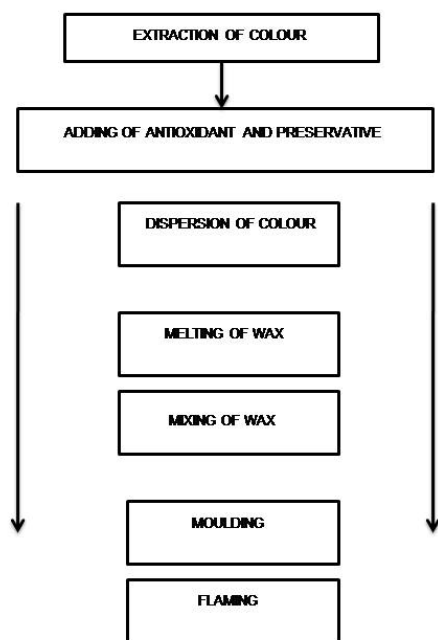 EXTRACTION OF COLOUR
ADDING OF ANTIOXIDANT AND PRESERVATIVE
DISPERSION OF COLOUR
MELTING OF WAX
MIXING OF WAX
MOULDING
FLAMING